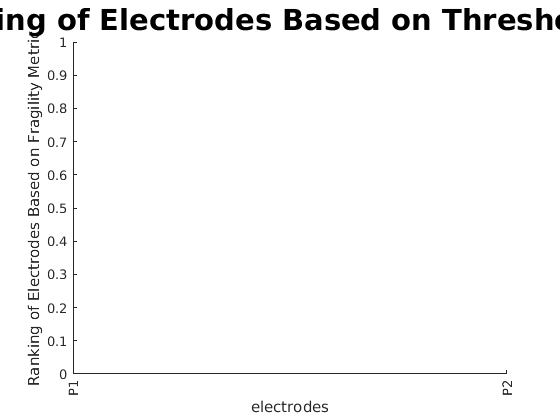 ing of Electrodes Based on Thresho
Ranking of Electrodes Based on Fragility Metric
1
0.9
0.8
0.7
0.6
0.5
0.4
0.3
0.2
0.1
0
P1
P2
electrodes